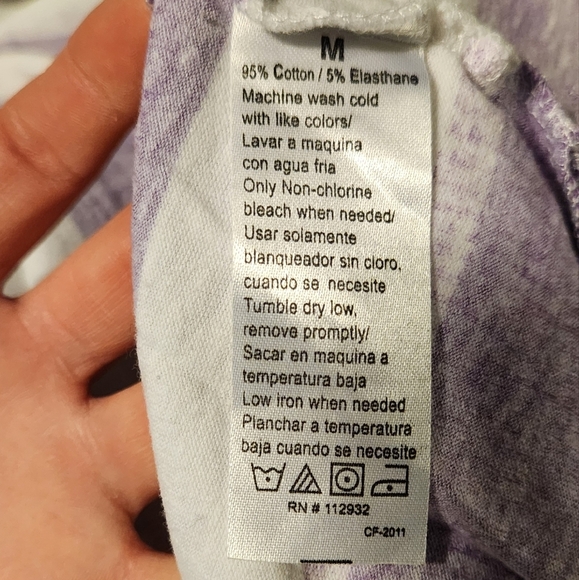 M
95% Cotton / 5% Elasthane
Machine wash cold
with like colors/
Lavar a maquina
con agua fria
Only Non-chlorine
bleach when needed/
Usar solamente
blanqueador sin cloro,
cuando se necesite
Tumble dry low,
remove promptly/
Sacar en maquina a
temperatura baja
Low iron when needed
Planchar a temperatura
baja cuando se necesite
RN # 112932
CF-2011